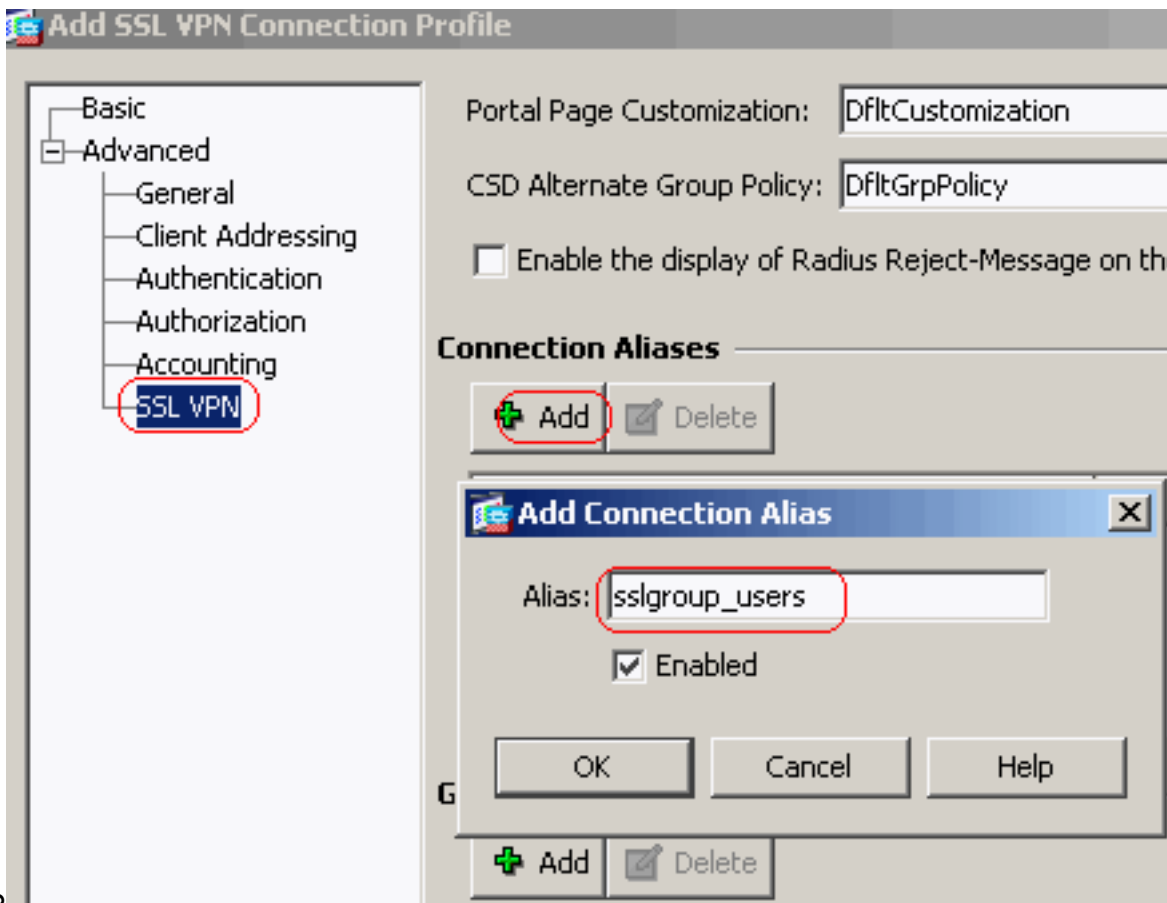 Add SSL VPN Connection Profile
Basic
Advanced
General
Client Addressing
Authentication
Authorization
Accounting
SSL VPN
Portal Page Customization: DfltCustomization
CSD Alternate Group Policy: DfltGrpPolicy
Enable the display of Radius Reject-Message on th
Connection Aliases
Add Delete
Add Connection Alias
Alias: sslgroup_users
Enabled
OK Cancel Help
G
Add Delete